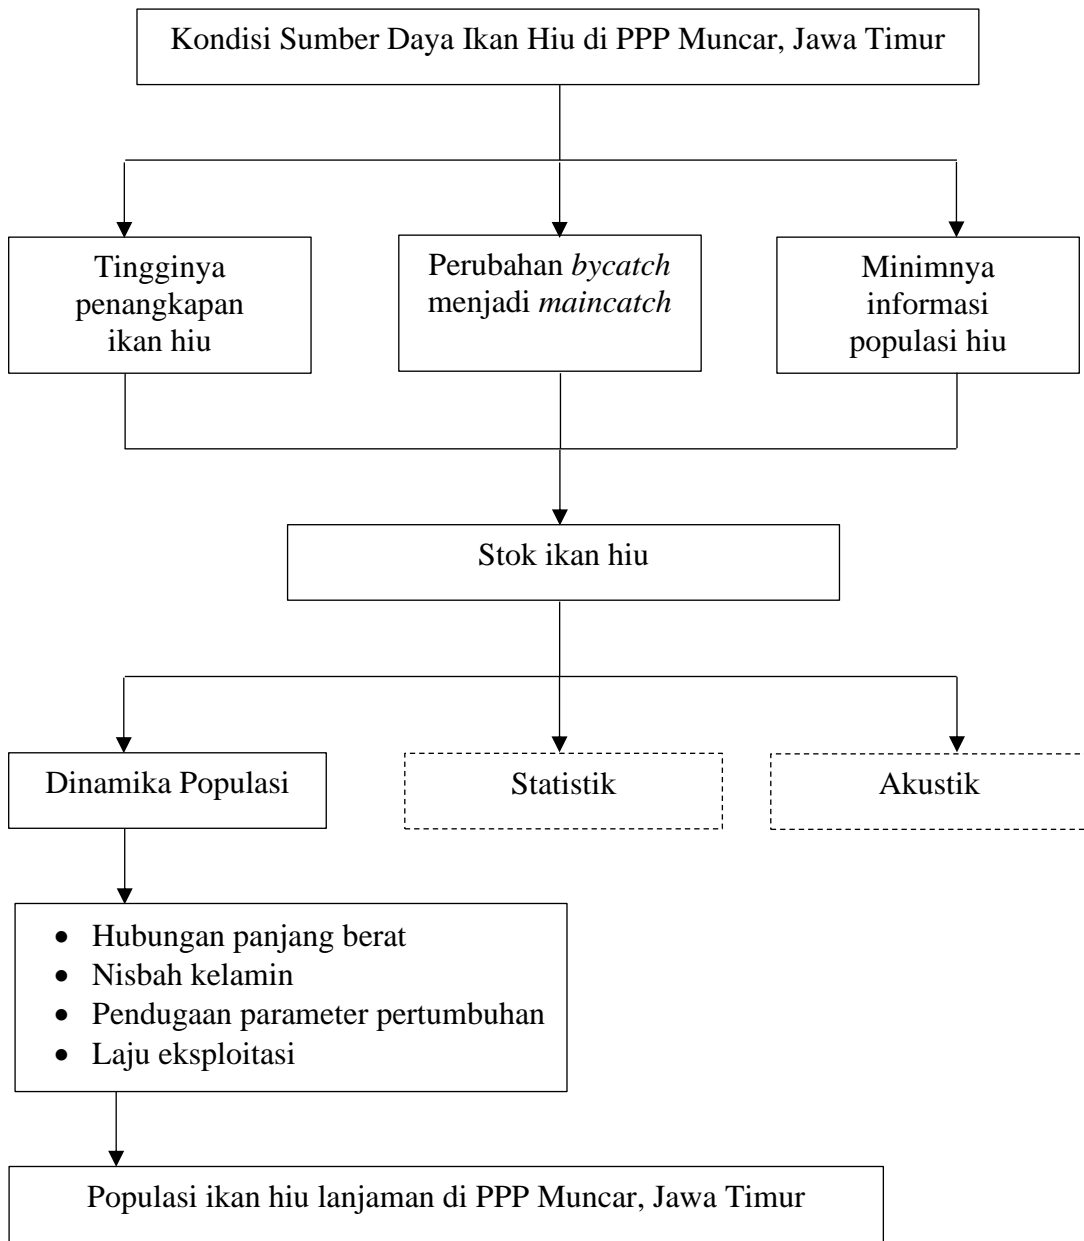 Kondisi Sumber Daya Ikan Hiu di PPP Muncar, Jawa Timur
Tingginya
penangkapan
ikan hiu
Perubahan bycatch
menjadi maincatch
Minimnya
informasi
populasi hiu
Stok ikan hiu
Dinamika Populasi
Statistik
Akustik
• Hubungan panjang berat
• Nisbah kelamin
• Pendugaan parameter pertumbuhan
• Laju eksploitasi
Populasi ikan hiu lanjaman di PPP Muncar, Jawa Timur